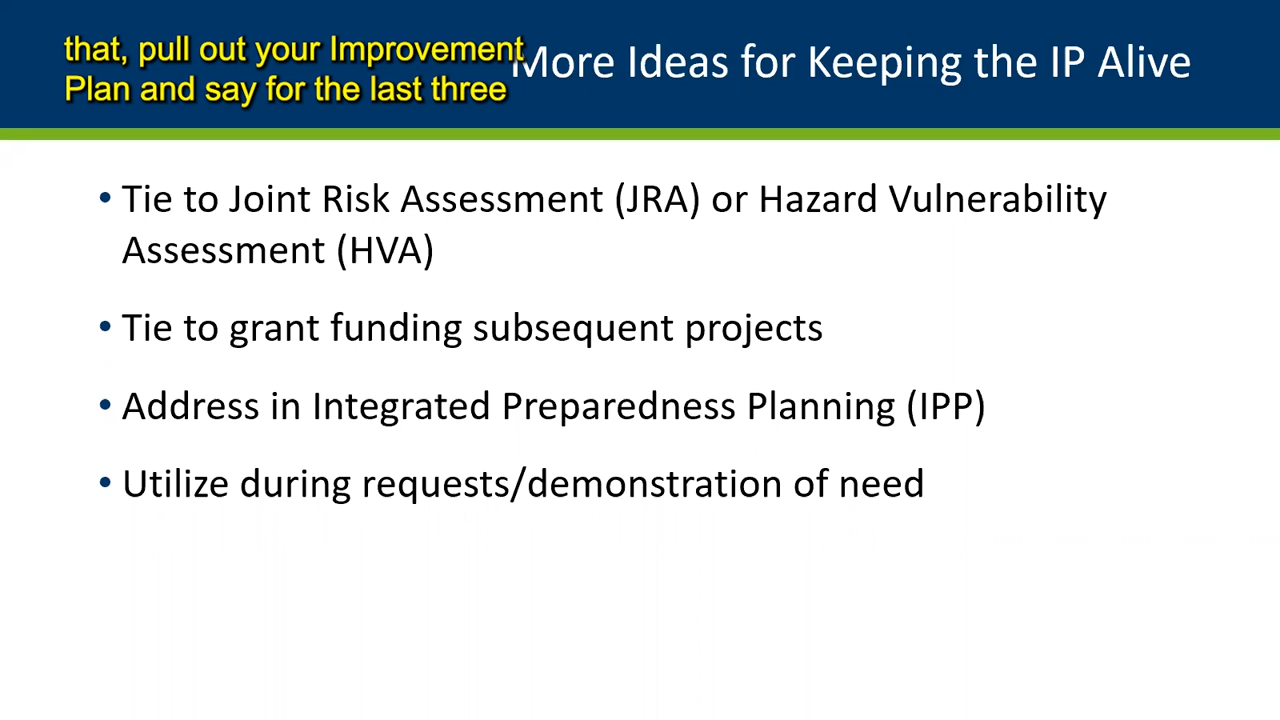 that, pull out your Improvement
Plan and say for the last three
More Ideas for Keeping the IP Alive
• Tie to Joint Risk Assessment (JRA) or Hazard Vulnerability
Assessment (HVA)
• Tie to grant funding subsequent projects
• Address in Integrated Preparedness Planning (IPP)
• Utilize during requests/demonstration of need